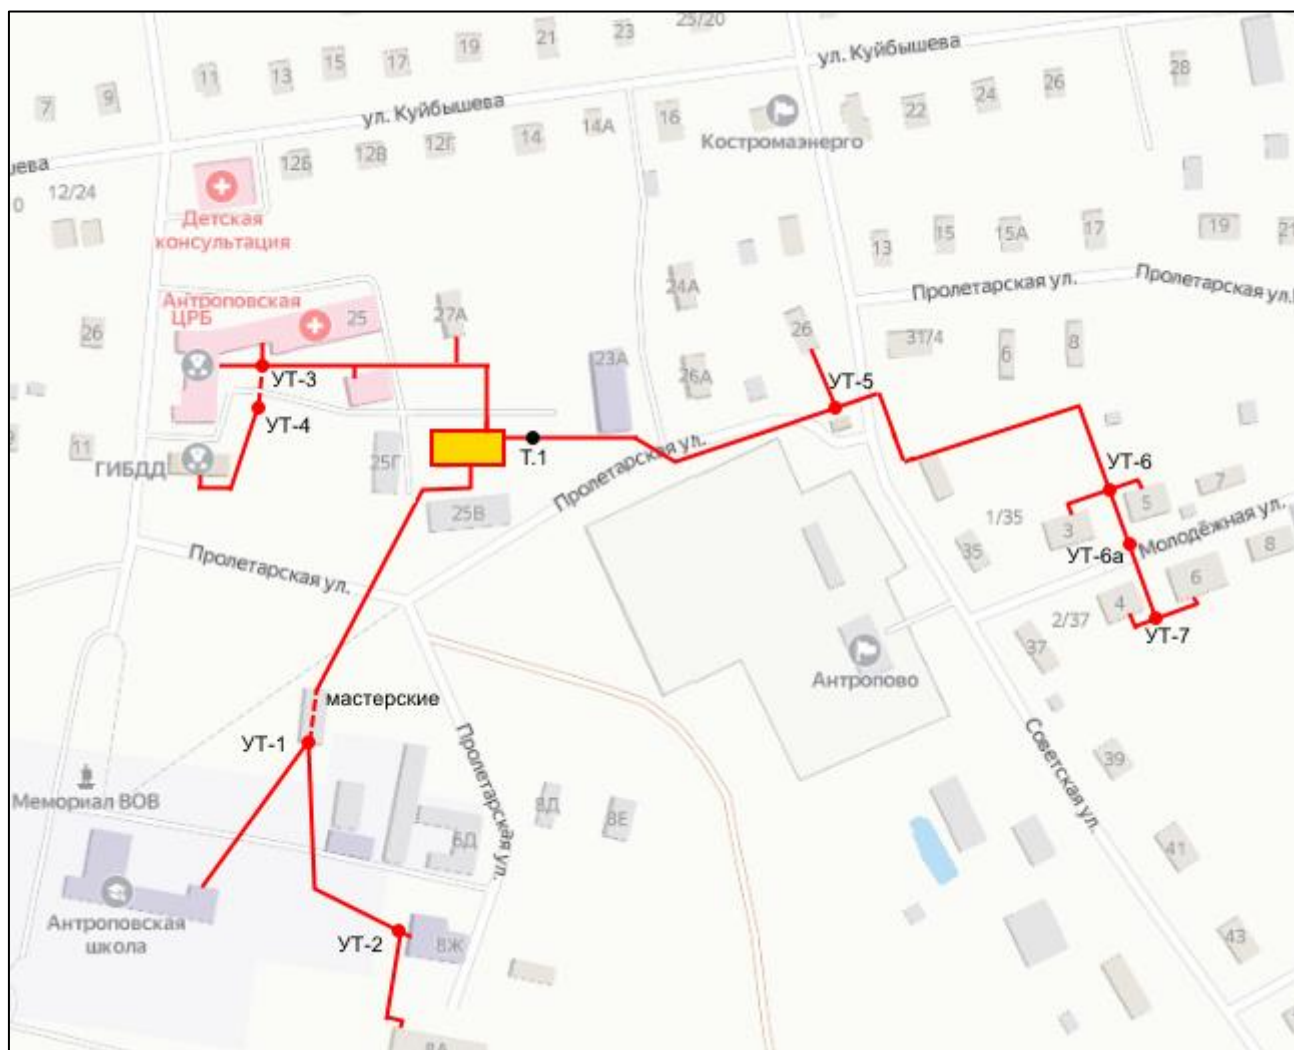 25/20
23
21
19
17
15
13
11
9
7
ул. Куйбышева
ул. Куйбышева
28
26
24
22
16
14А
14
12Г
12В
12Б
Костромаэнерго
12/24
0
Детская
консультация
13
15
15А
17
19
Пролетарская ул.
Пролетарская ул.
Антроповская
ЦРБ
25
27А
24А
26
26
31/4
6
8
23А
26А
УТ-3
УТ-4
УТ-5
11
ГИБДД
25Г
Т.1
Пролетарская ул.
25В
УТ-6
5
7
1/35
3
35
УТ-6а
Молодёжная ул.
8
6
4
2/37
УТ-7
37
Пролетарская ул.
Антропово
мастерские
УТ-1
Пролетарская ул.
Советская ул.
39
Мемориал ВОВ
8Д
8Е
6Д
41
Антроповская
школа
УТ-2
8Ж
43
8А